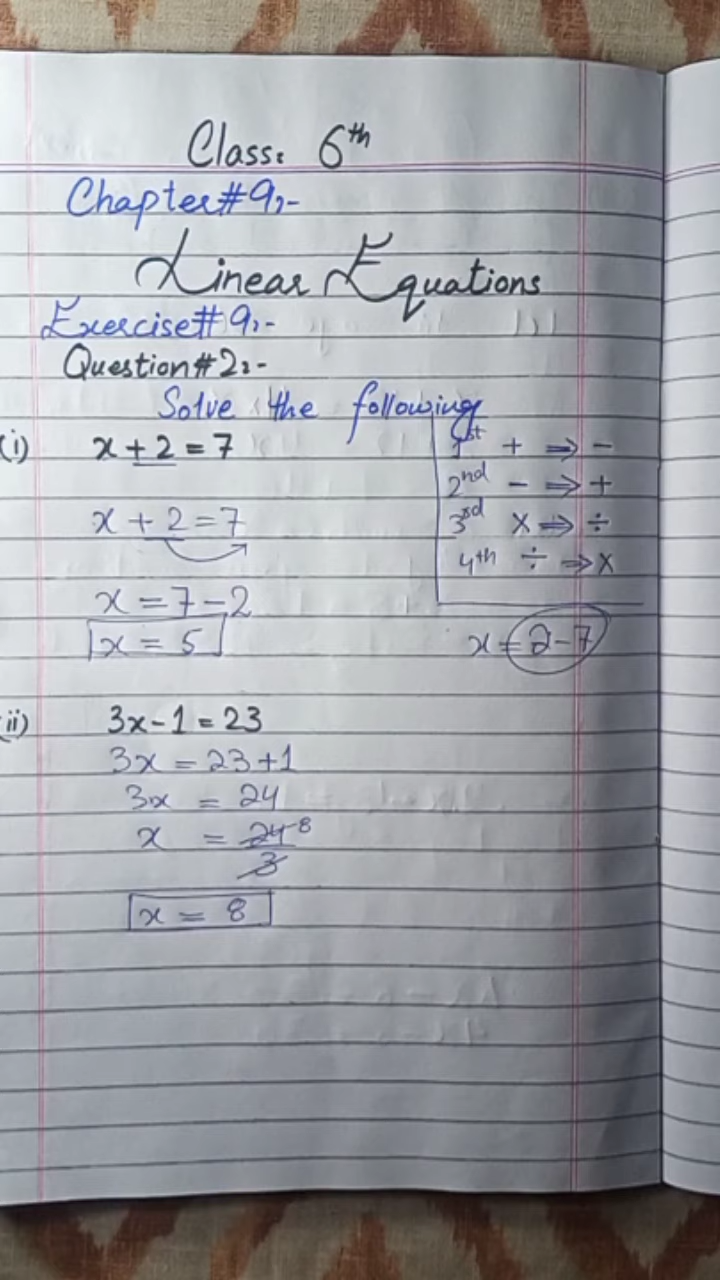 Class: 6th
Chapter# 9:-
Linear Equations
Exercise# 9:-
Question# 2:-
Solve the following
(i) x + 2 = 7
1st + ⇒ -
2nd - ⇒ +
3rd × ⇒ ÷
4th ÷ ⇒ ×
x + 2 = 7
x = 7 - 2
x = 5
x = 2 - 7
(ii) 3x - 1 = 23
3x = 23 + 1
3x = 24
x = 24 8
3
x = 8